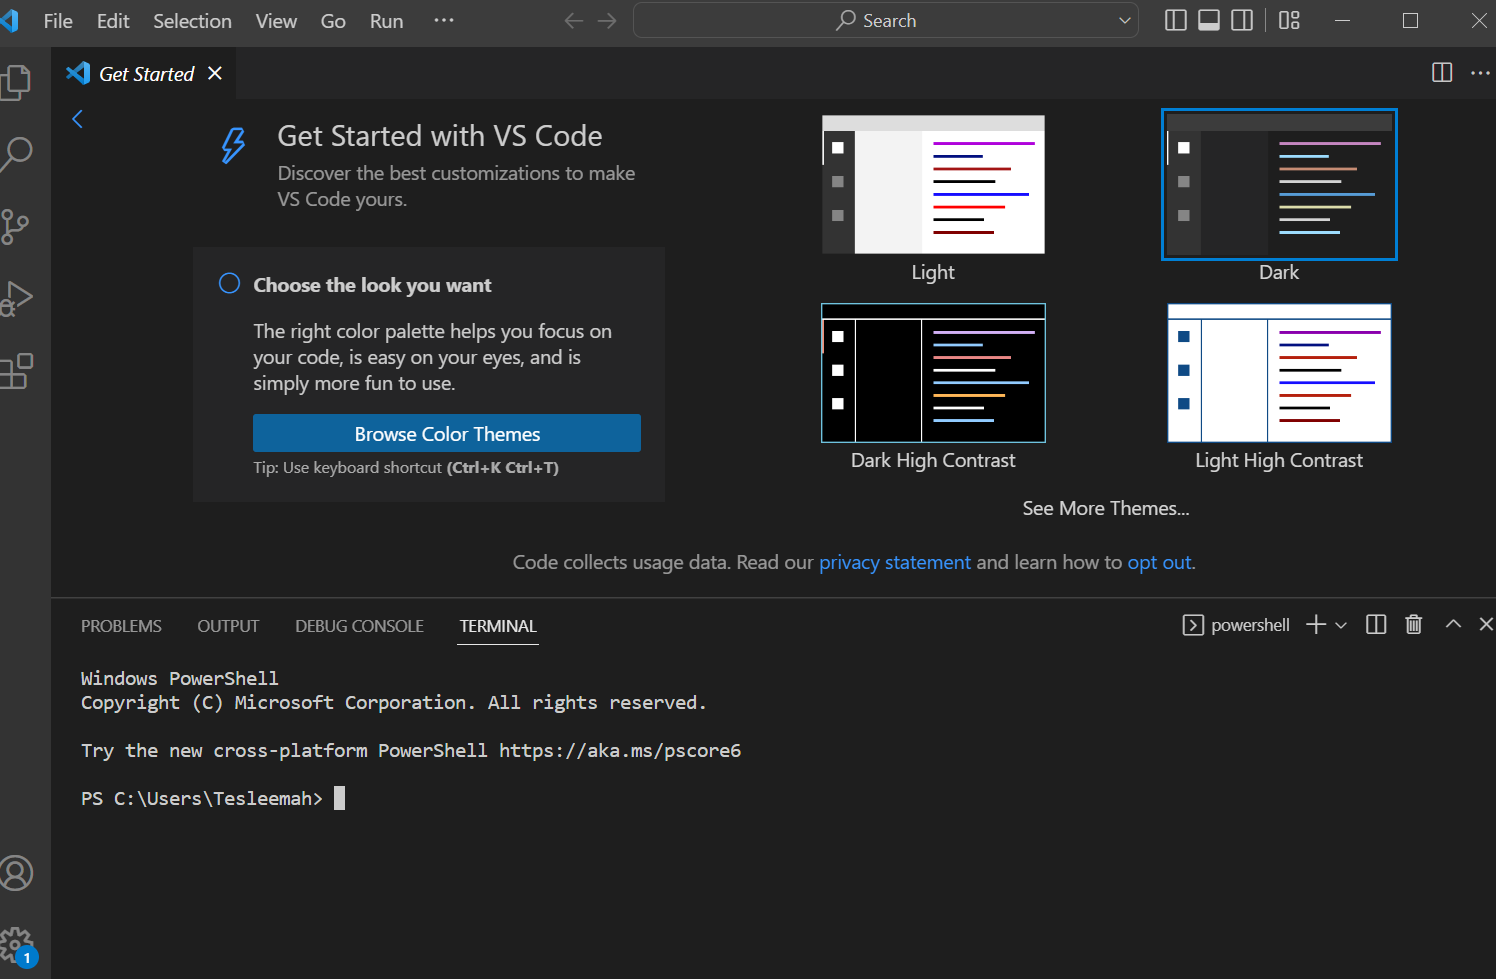 File Edit Selection View Go Run ···
Search
Get Started
Get Started with VS Code
Discover the best customizations to make
VS Code yours.
Choose the look you want
The right color palette helps you focus on
your code, is easy on your eyes, and is
simply more fun to use.
Browse Color Themes
Tip: Use keyboard shortcut (Ctrl+K Ctrl+T)
Light
Dark
Dark High Contrast
Light High Contrast
See More Themes...
Code collects usage data. Read our privacy statement and learn how to opt out.
PROBLEMS OUTPUT DEBUG CONSOLE TERMINAL
powershell
Windows PowerShell
Copyright (C) Microsoft Corporation. All rights reserved.
Try the new cross-platform PowerShell https://aka.ms/pscore6
PS C:\Users\Tesleemah>
1